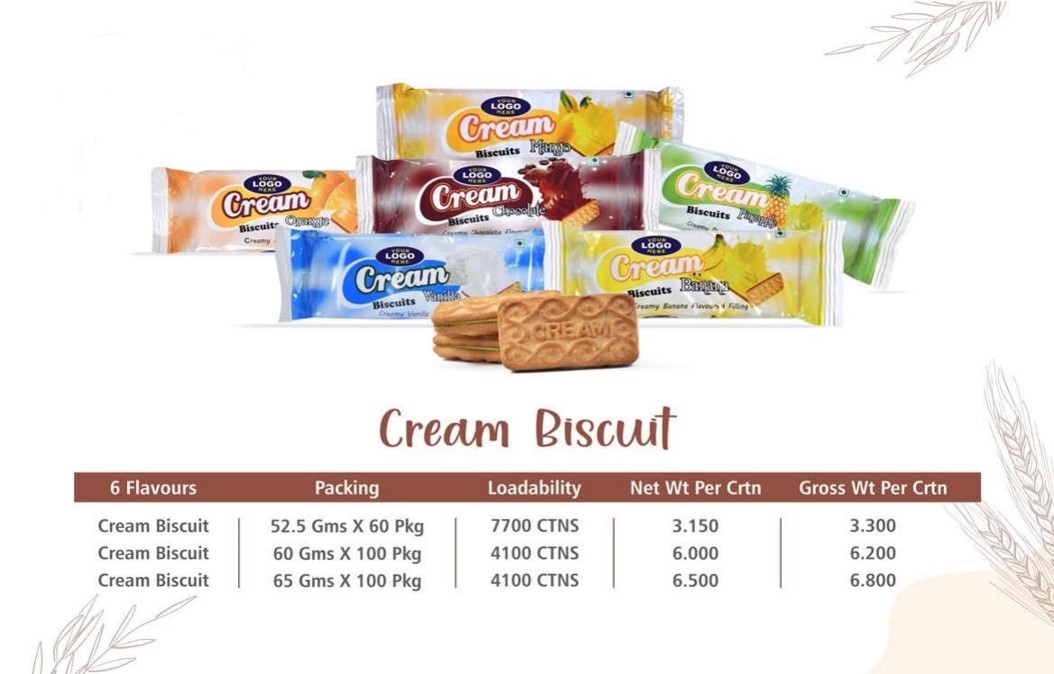 YOUR
LOGO
HERE
Cream
Biscuits Mango
YOUR
LOGO
HERE
Cream
Biscuits Orange
Creamy
YOUR
LOGO
HERE
Cream
Biscuits Chocolate
Creamy Chocolate Flavour
YOUR
LOGO
HERE
Cream
Biscuits
YOUR
LOGO
HERE
Cream
Biscuits Vanilla
Creamy Vanilla
YOUR
LOGO
HERE
Cream
Biscuits Banana
Creamy Banana Flavoured Filling
CREAM
Cream Biscuit
6 Flavours Packing Loadability Net Wt Per Crtn Gross Wt Per Crtn
Cream Biscuit 52.5 Gms X 60 Pkg 7700 CTNS 3.150 3.300
Cream Biscuit 60 Gms X 100 Pkg 4100 CTNS 6.000 6.200
Cream Biscuit 65 Gms X 100 Pkg 4100 CTNS 6.500 6.800